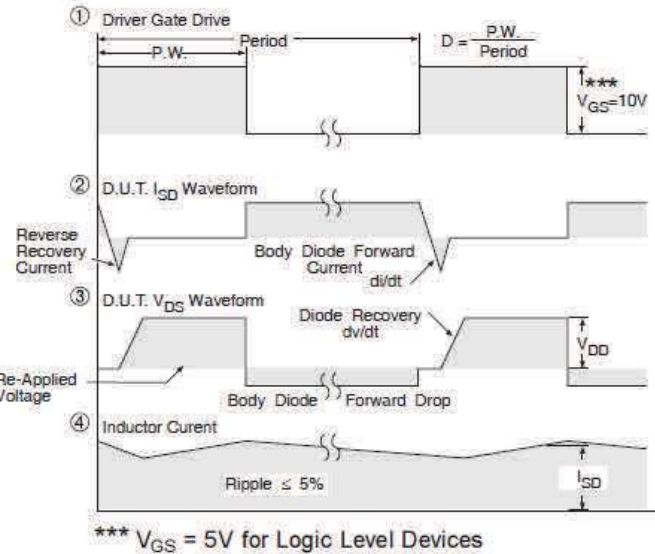 ① Driver Gate Drive
Period
P.W.
D = P.W.
Period
***
VGS=10V
② D.U.T. ISD Waveform
Reverse
Recovery
Current
Body Diode Forward
Current
di/dt
③ D.U.T. VDS Waveform
Diode Recovery
dv/dt
VDD
Re-Applied
Voltage
Body Diode Forward Drop
④ Inductor Curent
Ripple ≤ 5%
ISD
*** VGS = 5V for Logic Level Devices